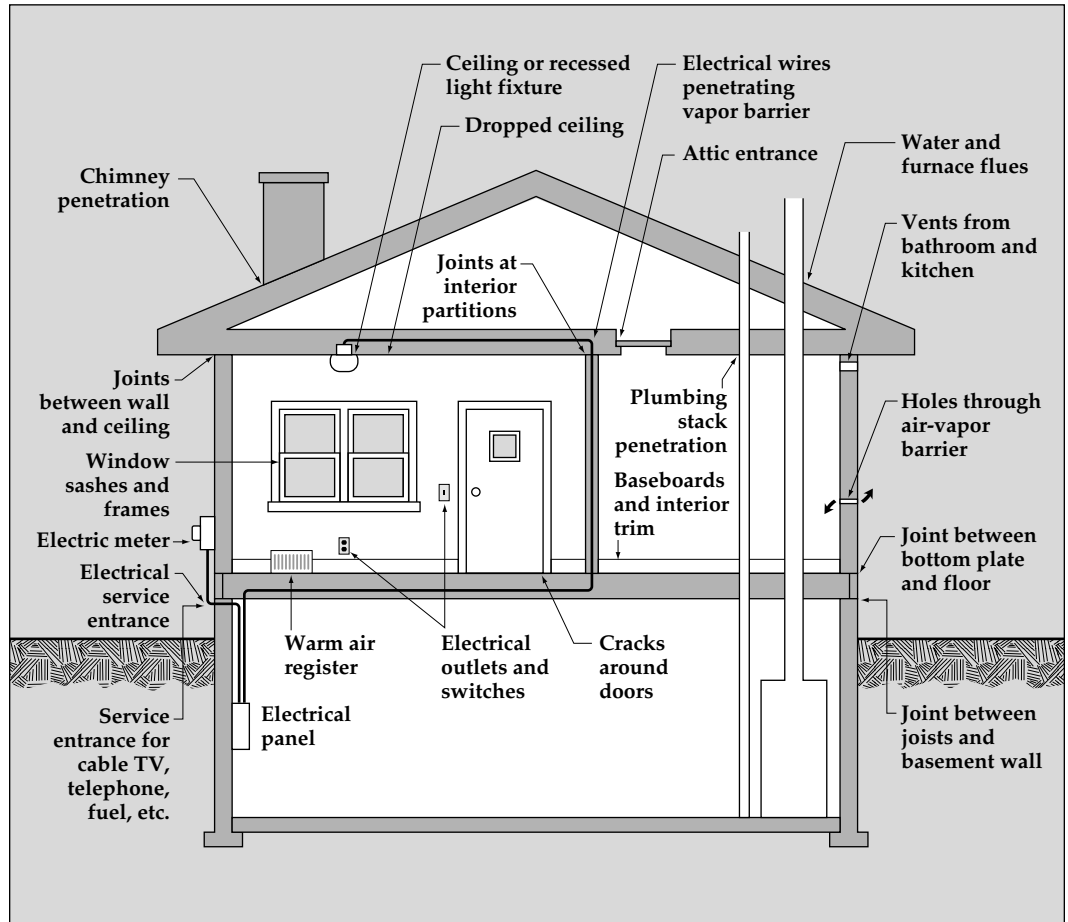 Ceiling or recessed
light fixture
Electrical wires
penetrating
vapor barrier
Dropped ceiling
Attic entrance
Water and
furnace flues
Chimney
penetration
Vents from
bathroom and
kitchen
Joints at
interior
partitions
Joints
between wall
and ceiling
Plumbing
stack
penetration
Holes through
air-vapor
barrier
Window
sashes and
frames
Baseboards
and interior
trim
Electric meter
Joint between
bottom plate
and floor
Electrical
service
entrance
Warm air
register
Electrical
outlets and
switches
Cracks
around
doors
Service
entrance for
cable TV,
telephone,
fuel, etc.
Electrical
panel
Joint between
joists and
basement wall